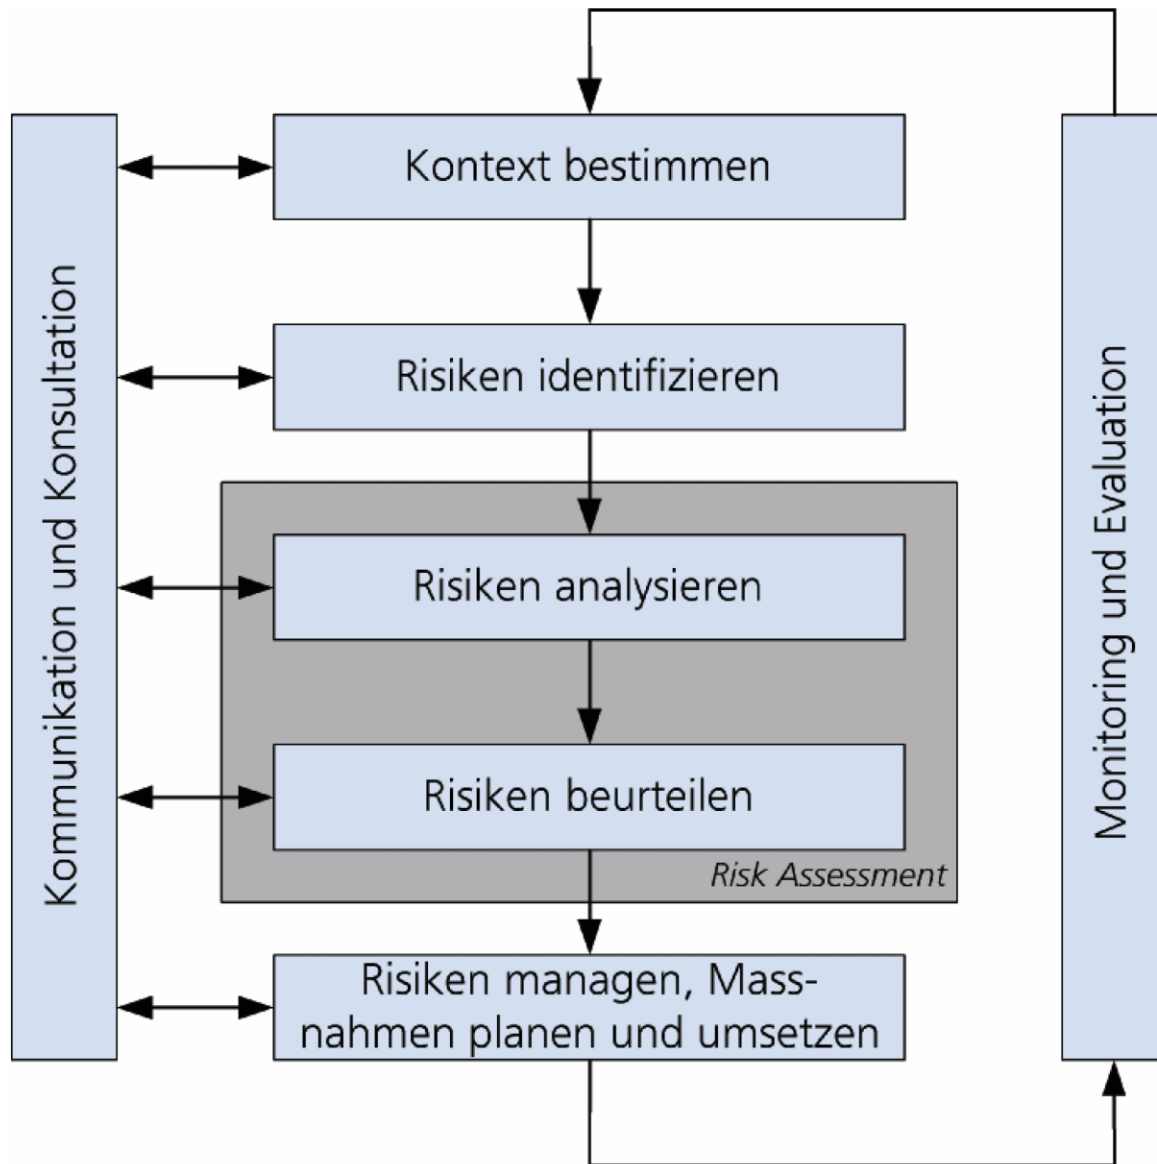 Kommunikation und Konsultation
Kontext bestimmen
Risiken identifizieren
Risiken analysieren
Risiken beurteilen
Risk Assessment
Risiken managen, Mass-
nahmen planen und umsetzen
Monitoring und Evaluation